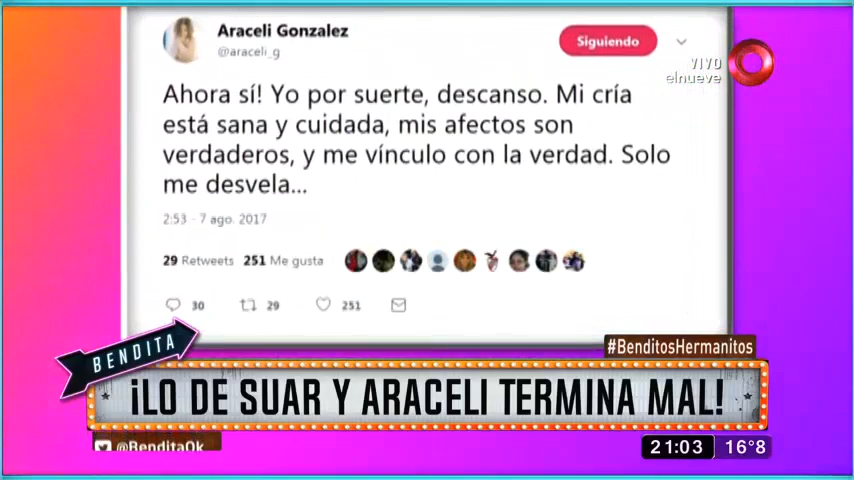 Araceli Gonzalez
@araceli_g
Siguiendo
VIVO
elnueve
Ahora sí! Yo por suerte, descanso. Mi cría
está sana y cuidada, mis afectos son
verdaderos, y me vínculo con la verdad. Solo
me desvela...
2:53 - 7 ago. 2017
29 Retweets 251 Me gusta
30 29 251
#BenditosHermanitos
BENDITA
¡LO DE SUAR Y ARACELI TERMINA MAL!
@BenditaOk
21:03 16°8